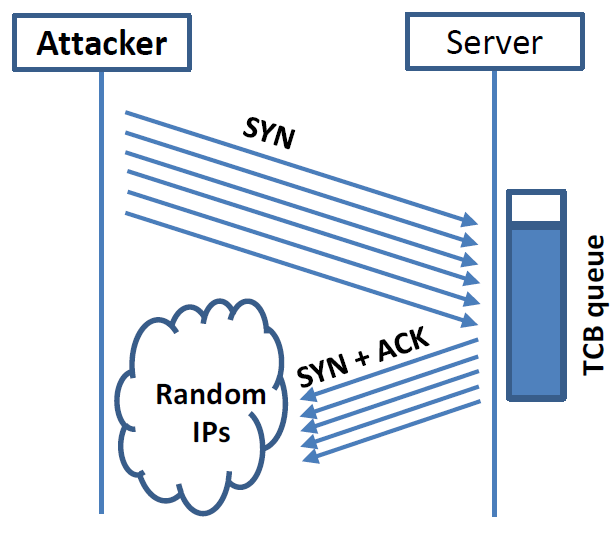 Attacker
Server
SYN
TCB queue
SYN + ACK
Random
IPs